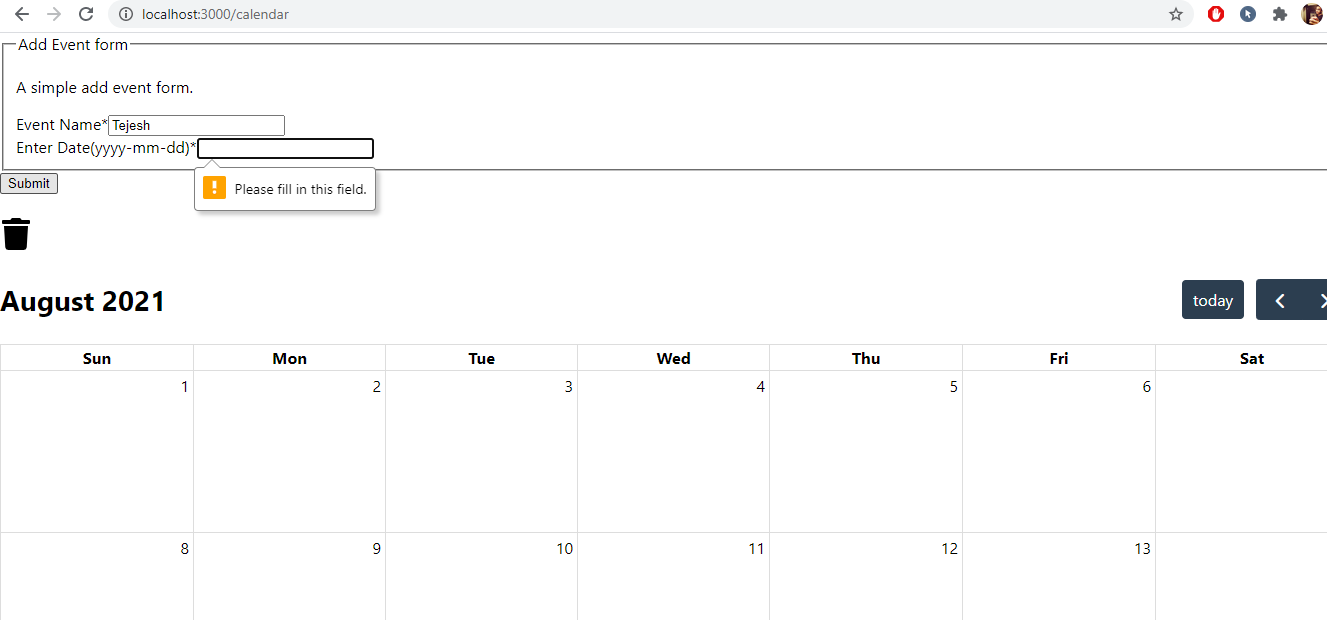 localhost:3000/calendar
Add Event form
A simple add event form.
Event Name*Tejesh
Enter Date(yyyy-mm-dd)*
Submit
Please fill in this field.
August 2021
today
Sun Mon Tue Wed Thu Fri Sat
1 2 3 4 5 6
8 9 10 11 12 13